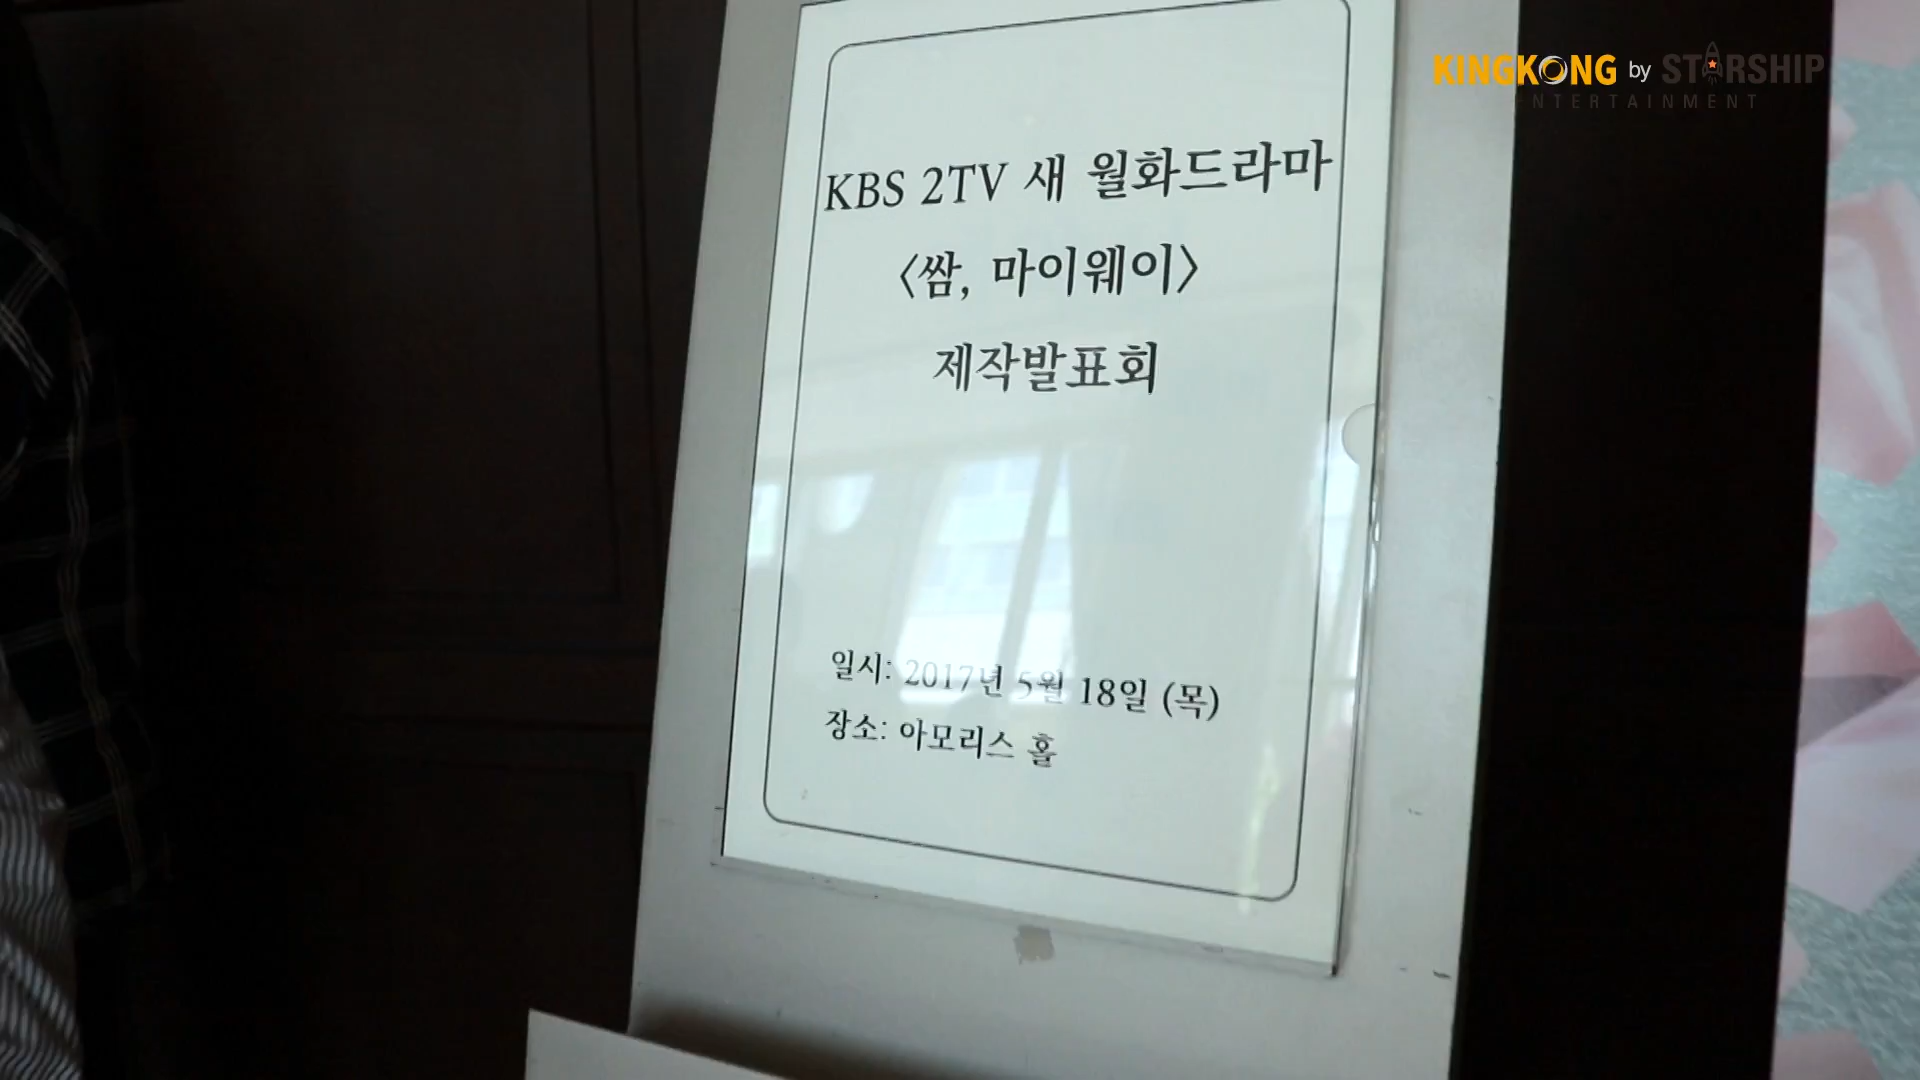 KINGKONG by STARSHIP
ENTERTAINMENT
KBS 2TV 새 월화드라마
〈쌈, 마이웨이〉
제작발표회
일시: 2017년 5월 18일 (목)
장소: 아모리스 홀